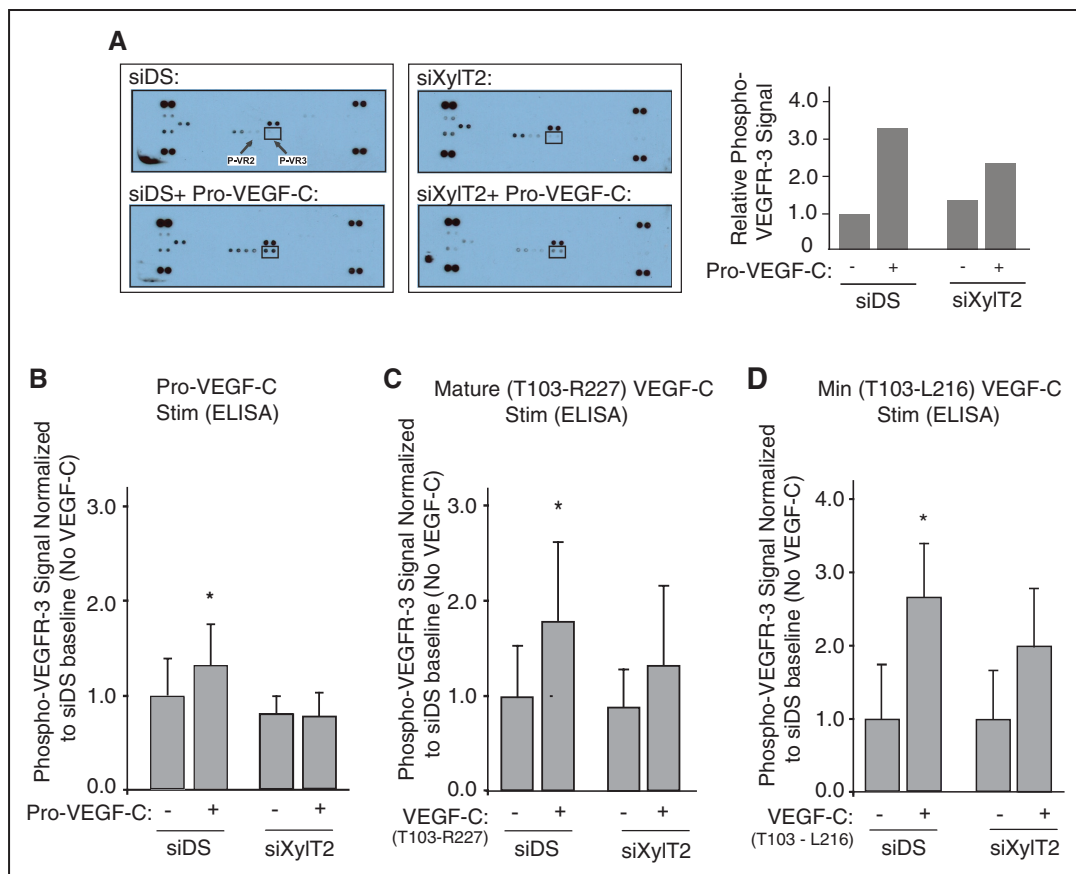 A
siDS:
P-VR2
P-VR3
siDS+ Pro-VEGF-C:
siXylT2:
siXylT2+ Pro-VEGF-C:
Relative Phospho-
VEGFR-3 Signal
4.0
3.0
2.0
1.0
0
Pro-VEGF-C: - + - +
siDS siXylT2
B
Pro-VEGF-C
Stim (ELISA)
Phospho-VEGFR-3 Signal Normalized
to siDS baseline (No VEGF-C)
3.0
2.0
1.0
0.0
*
Pro-VEGF-C: - + - +
siDS siXylT2
C
Mature (T103-R227) VEGF-C
Stim (ELISA)
Phospho-VEGFR-3 Signal Normalized
to siDS baseline (No VEGF-C)
3.0
2.0
1.0
0.0
*
VEGF-C: - + - +
(T103-R227)
siDS siXylT2
D
Min (T103-L216) VEGF-C
Stim (ELISA)
Phospho-VEGFR-3 Signal Normalized
to siDS baseline (No VEGF-C)
4.0
3.0
2.0
1.0
0.0
*
VEGF-C: - + - +
(T103 - L216)
siDS siXylT2